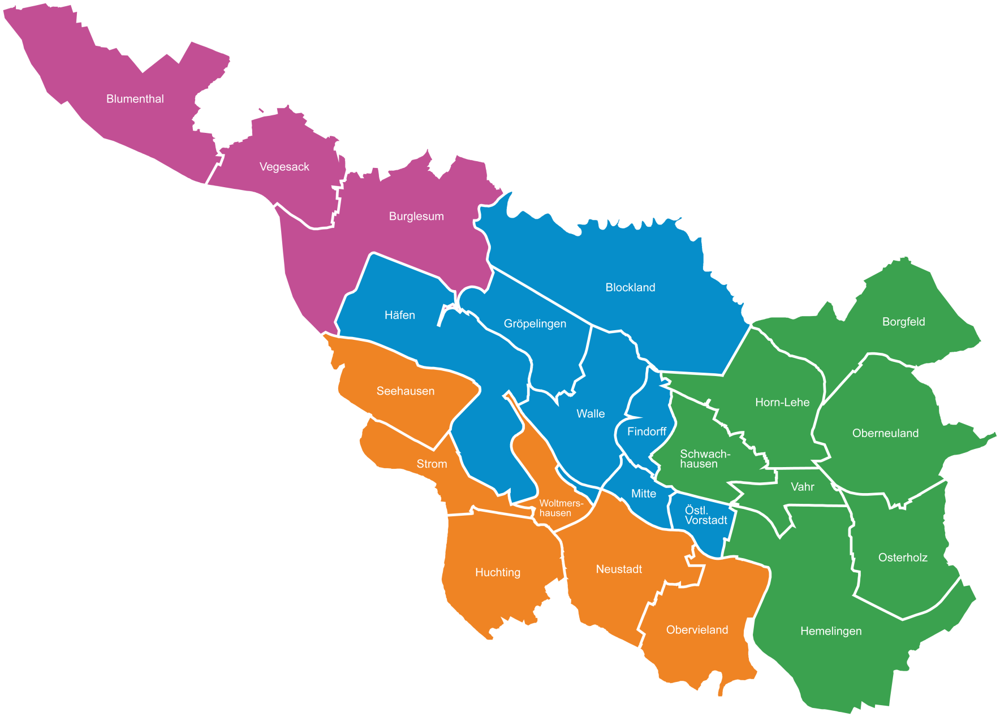 Blumenthal
Vegesack
Burglesum
Blockland
Häfen
Gröpelingen
Borgfeld
Seehausen
Walle
Horn-Lehe
Findorff
Oberneuland
Strom
Schwach-
hausen
Vahr
Mitte
Woltmers-
hausen
Östl.
Vorstadt
Osterholz
Huchting
Neustadt
Obervieland
Hemelingen